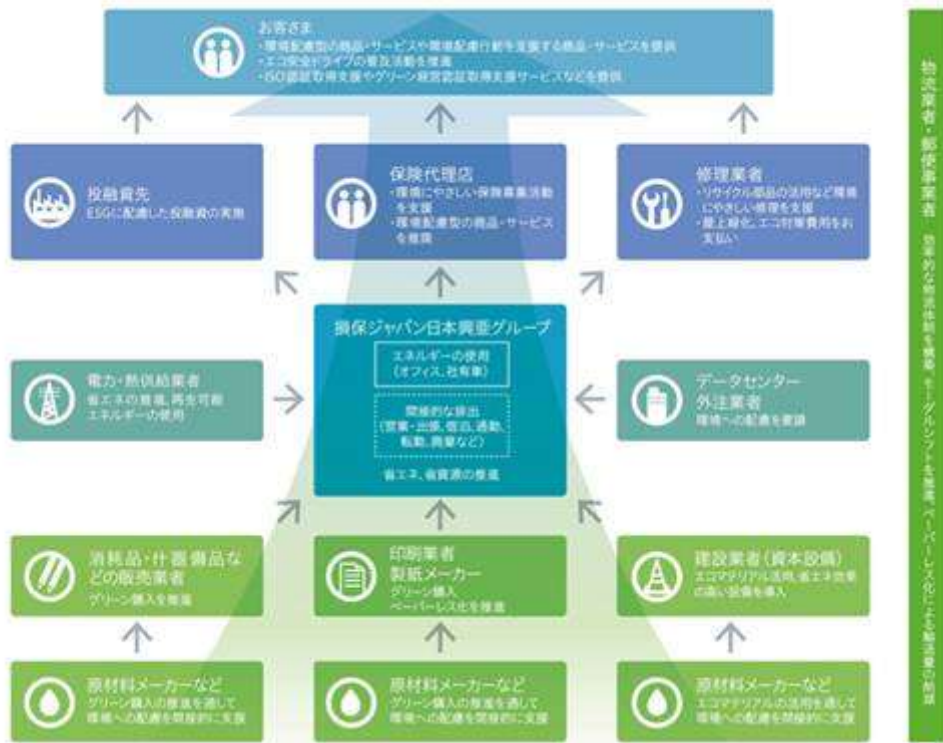 お客さま
・環境配慮型の商品・サービスや環境配慮行動を支援する商品・サービスを提供
・エコ安全ドライブの普及活動を推進
・ISO認証取得支援やグリーン経営認証取得支援サービスなどを提供
投融資先
ESGに配慮した投融資の実施
保険代理店
・環境にやさしい保険事業活動
を支援
・環境配慮型の商品・サービス
を推奨
修理業者
・リサイクル部品の活用など環境
にやさしい修理を支援
・屋上緑化、エコ対策費用をお
支払い
損保ジャパン日本興亜グループ
エネルギーの使用
(オフィス、社有車)
間接的な排出
(営業・出張、宿泊、通勤、
転勤、廃棄など)
省エネ、省資源の推進
電力・熱供給業者
省エネの推進、再生可能
エネルギーの使用
データセンター
外注業者
環境への配慮を要請
消耗品・什器備品な
どの販売業者
グリーン購入を推進
印刷業者
製紙メーカー
グリーン購入
ペーパーレス化を推進
建設業者(資本設備)
エコマテリアル活用、省エネ効果
の高い設備を導入
原材料メーカーなど
グリーン購入の推進を通して
環境への配慮を間接的に支援
原材料メーカーなど
グリーン購入の推進を通して
環境への配慮を間接的に支援
原材料メーカーなど
エコマテリアルの活用を通して
環境への配慮を間接的に支援
物流業者・郵便事業者 効率的な物流体制を構築、モーダルシフトを推進、ペーパーレス化による輸送量の削減